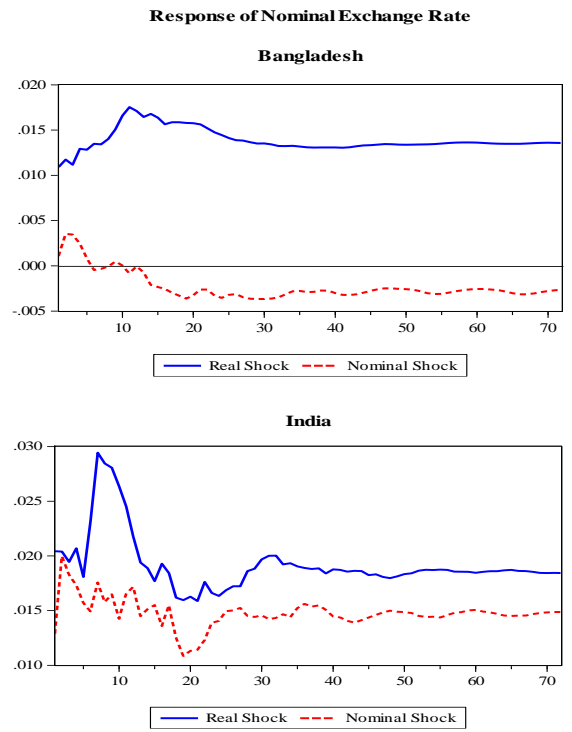 Response of Nominal Exchange Rate
Bangladesh
.020
.015
.010
.005
.000
-.005
10 20 30 40 50 60 70
Real Shock Nominal Shock
India
.030
.025
.020
.015
.010
10 20 30 40 50 60 70
Real Shock Nominal Shock